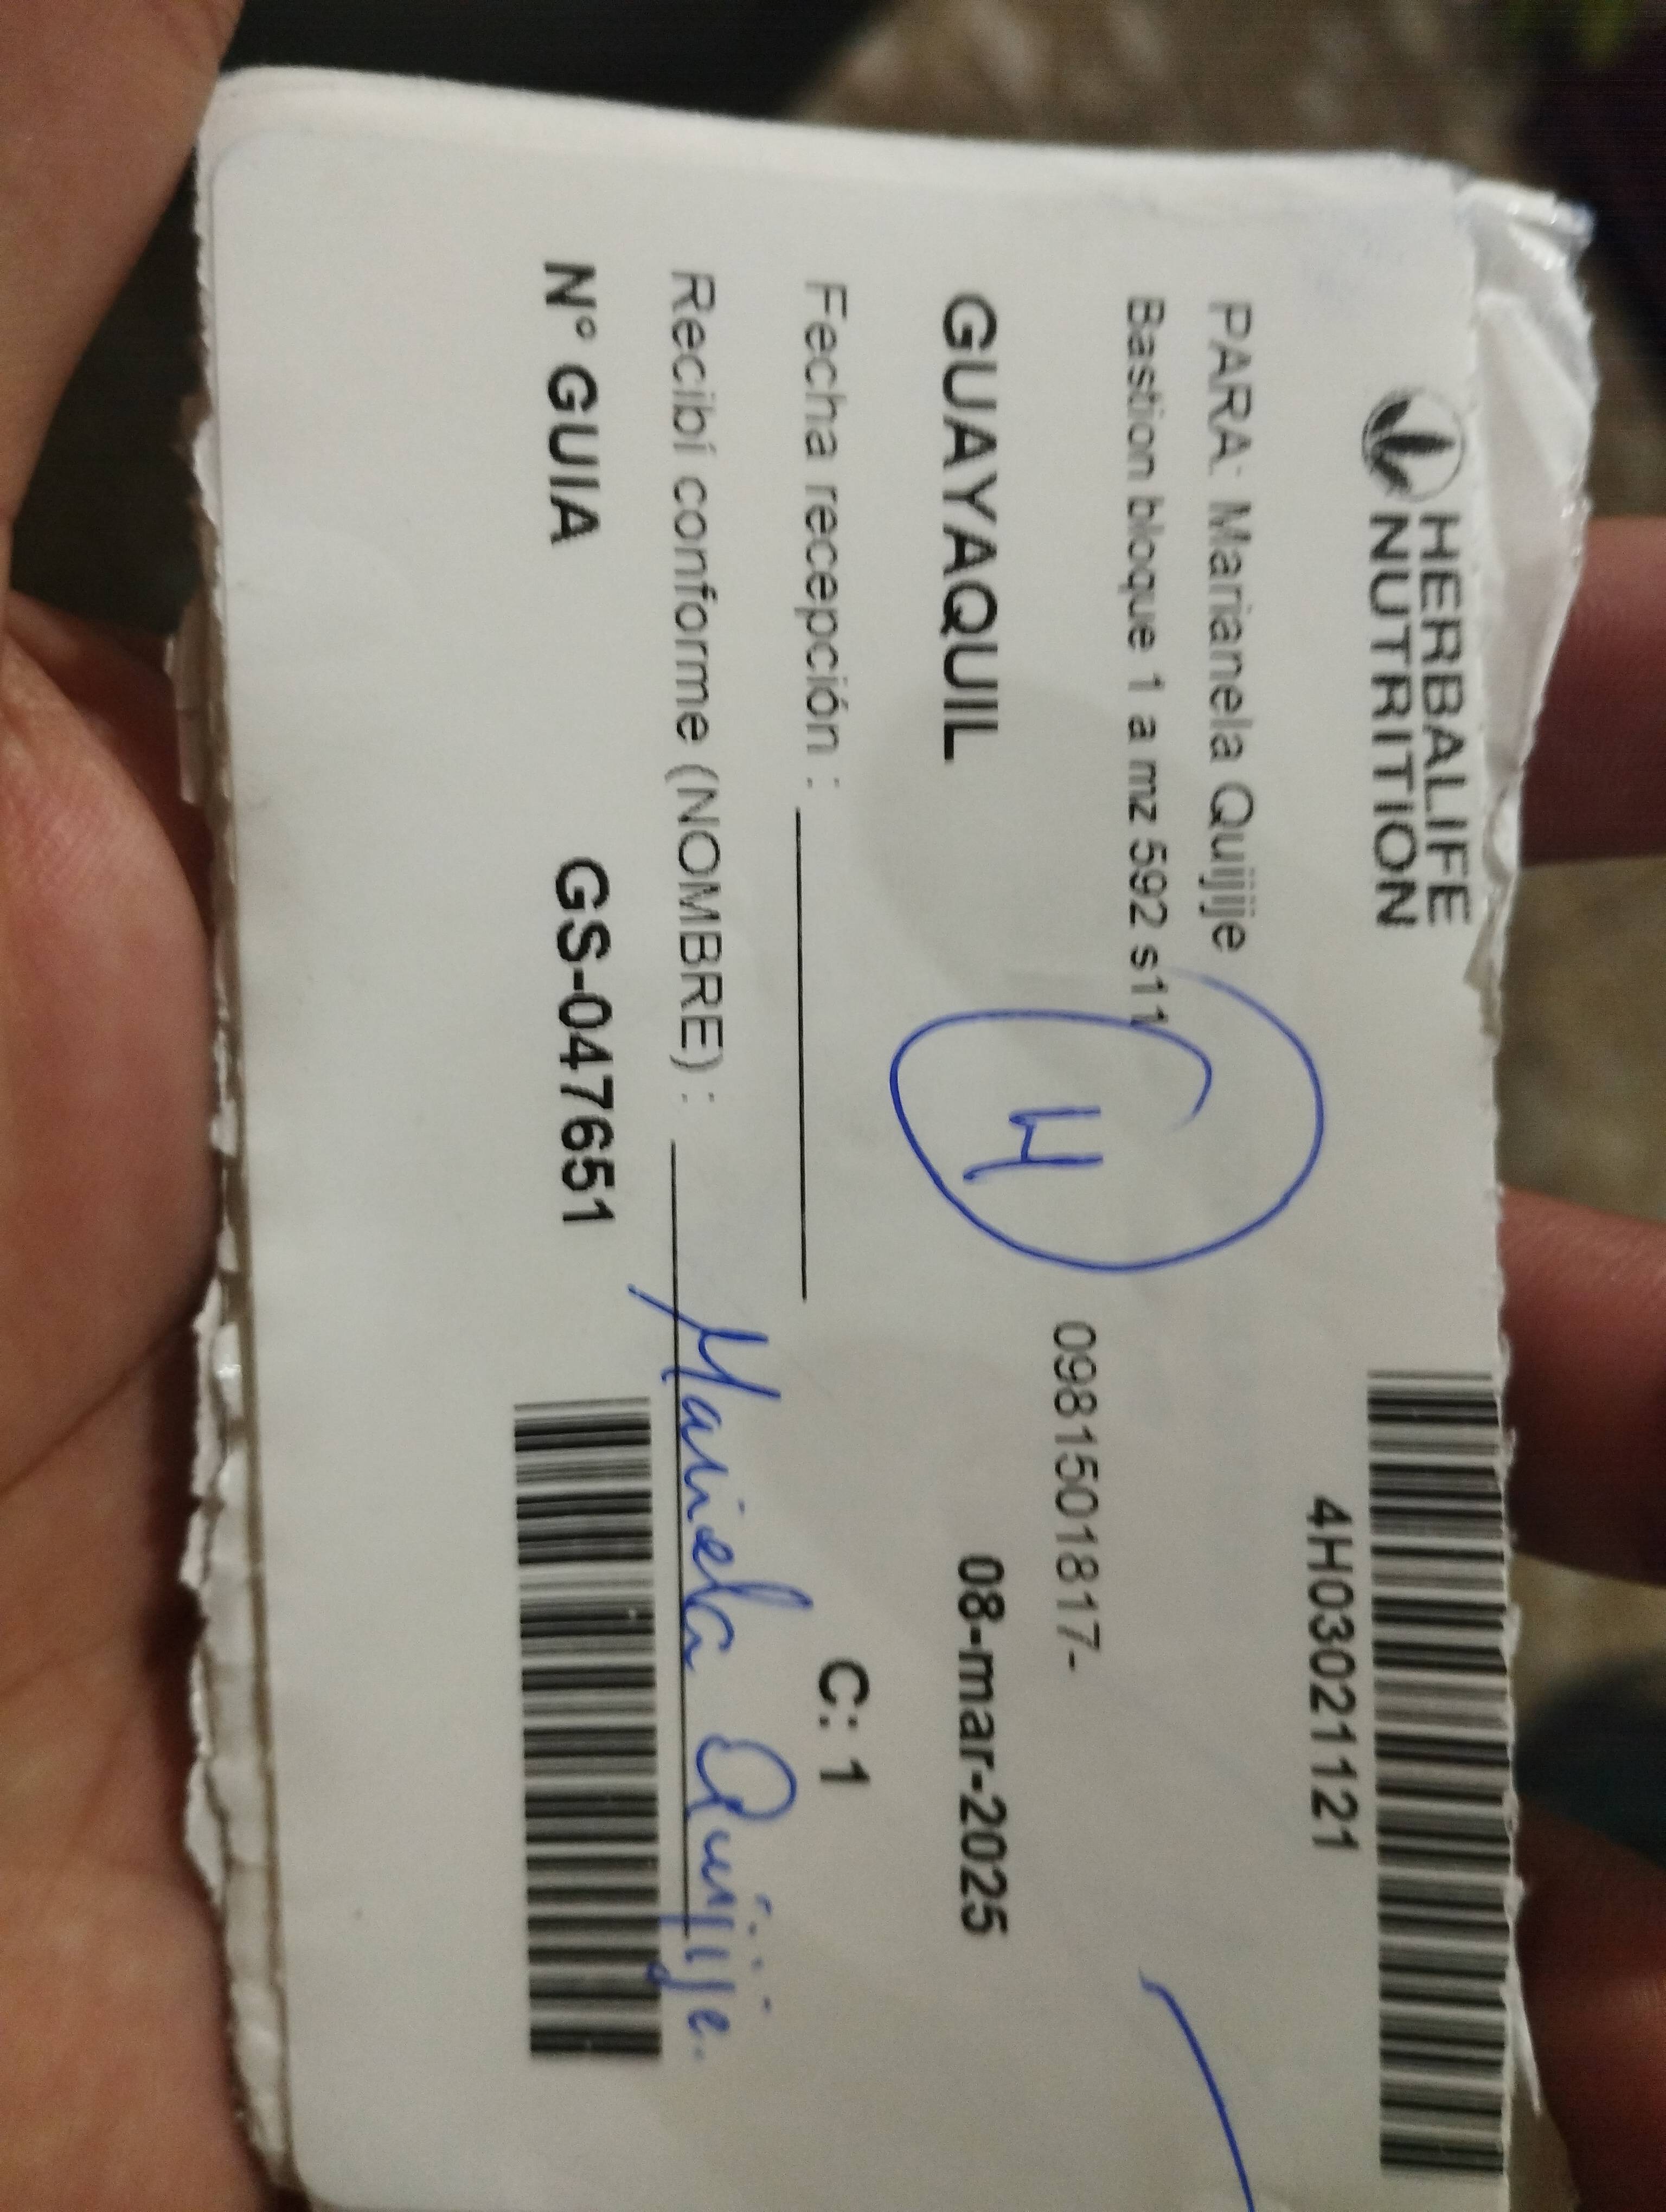 HERBALIFE
NUTRITION
4H03021121
PARA: Marianela Quijije
Bastion bloque 1 a mz 592 s11
H
0981501817-
GUAYAQUIL
08-mar-2025
Fecha recepción :
C: 1
Recibí conforme (NOMBRE) : Mariela Quijije.
N° GUIA GS-047651